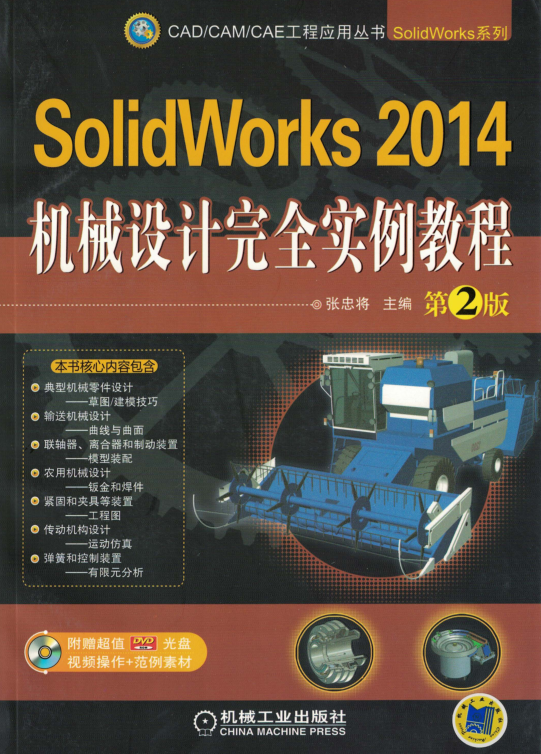 CAD/CAM/CAE工程应用丛书 SolidWorks系列
SolidWorks 2014
机械设计完全实例教程
张忠将 主编 第2版
本书核心内容包含
典型机械零件设计
——草图/建模技巧
输送机械设计
——曲线与曲面
联轴器、离合器和制动装置
——模型装配
农用机械设计
——钣金和焊件
紧固和夹具等装置
——工程图
传动机构设计
——运动仿真
弹簧和控制装置
——有限元分析
附赠超值 DVD 光盘
视频操作+范例素材
机械工业出版社
CHINA MACHINE PRESS